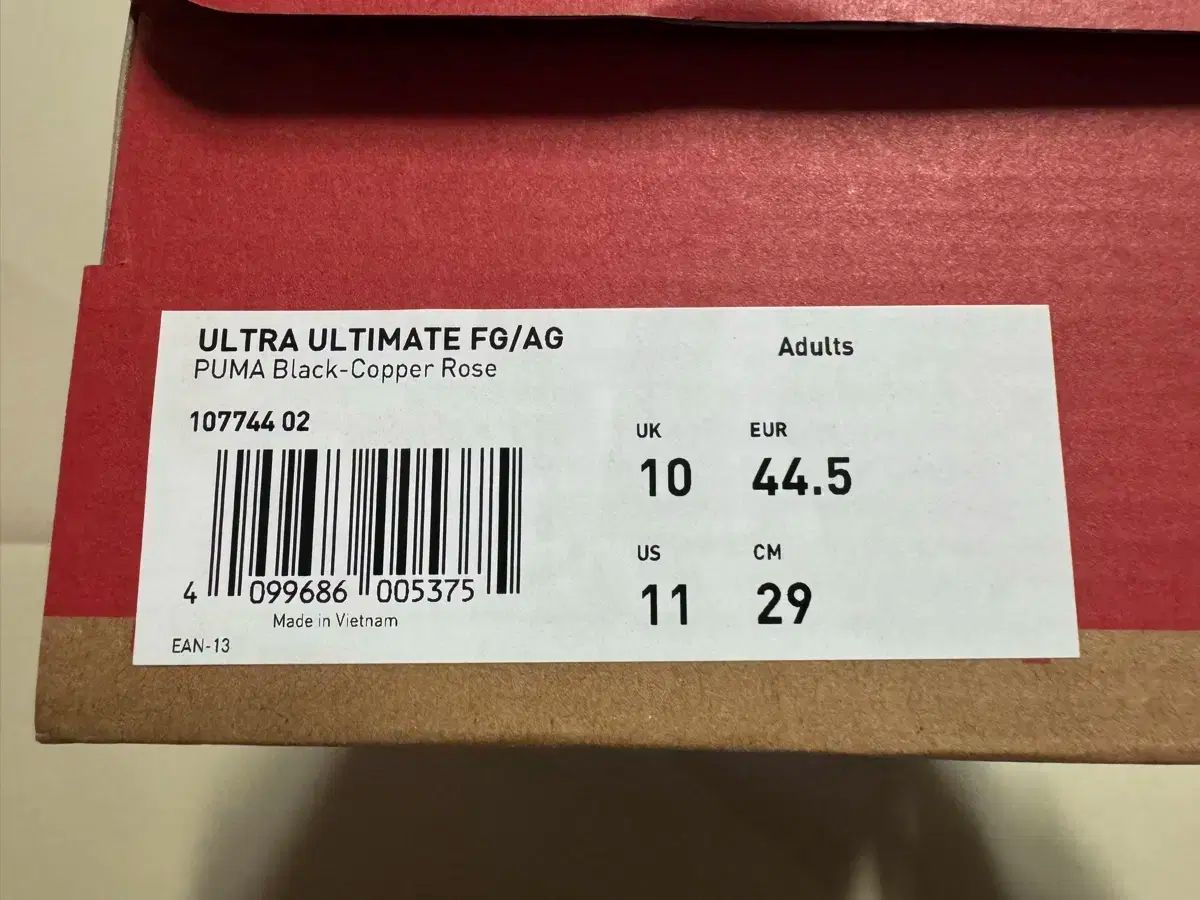 ULTRA ULTIMATE FG/AG
PUMA Black-Copper Rose
Adults
107744 02
UK EUR
10 44.5
US CM
11 29
4 099686 005375
Made in Vietnam
EAN-13